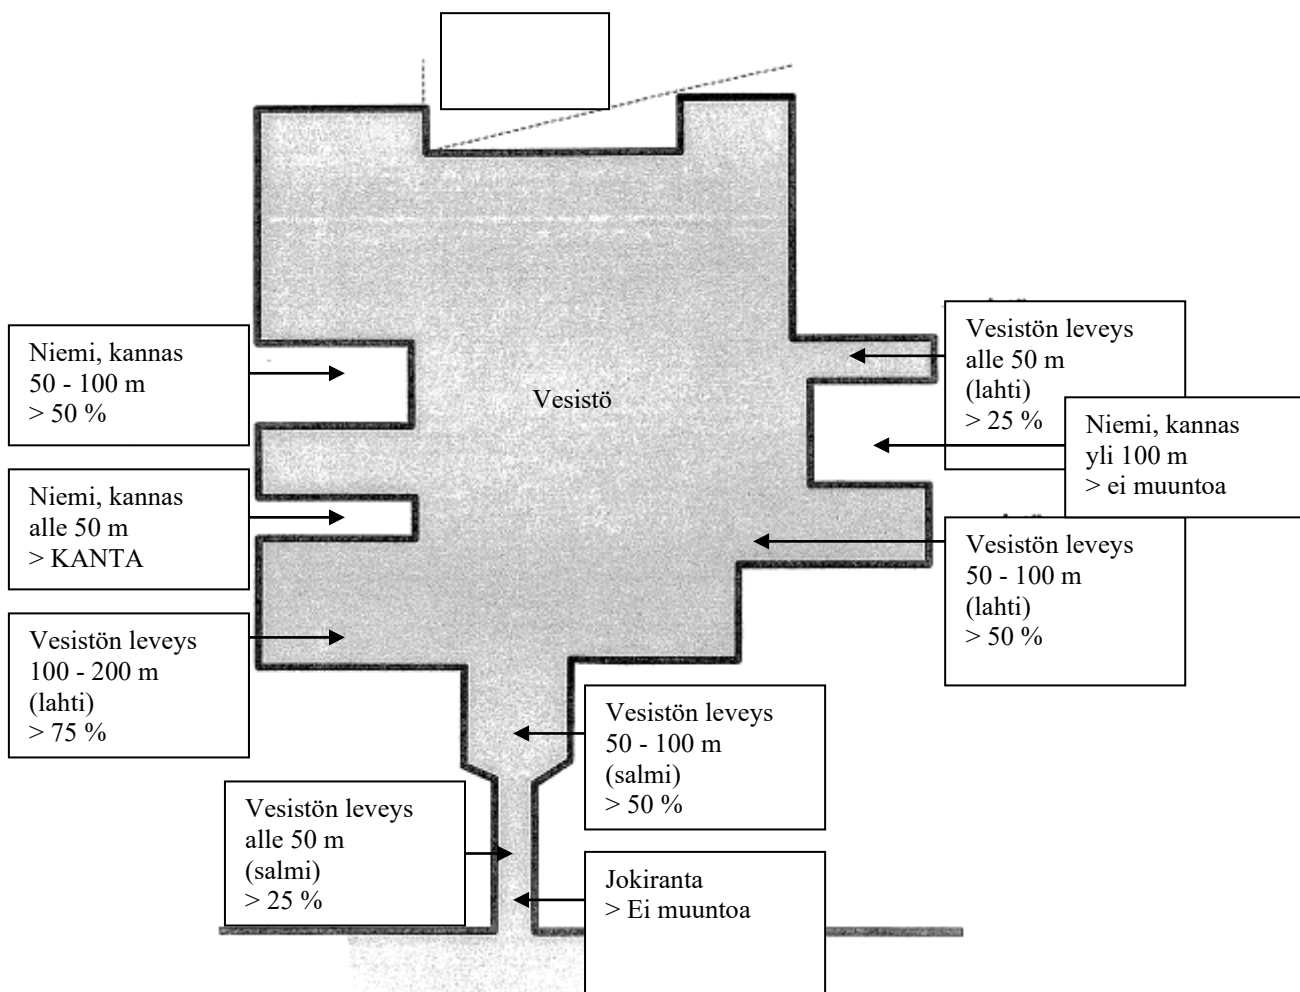 Niemi, kannas
50 - 100 m
> 50 %
Niemi, kannas
alle 50 m
> KANTA
Vesistön leveys
100 - 200 m
(lahti)
> 75 %
Vesistö
Vesistön leveys
alle 50 m
(lahti)
> 25 %
Niemi, kannas
yli 100 m
> ei muuntoa
Vesistön leveys
50 - 100 m
(lahti)
> 50 %
Vesistön leveys
50 - 100 m
(salmi)
> 50 %
Vesistön leveys
alle 50 m
(salmi)
> 25 %
Jokiranta
> Ei muuntoa